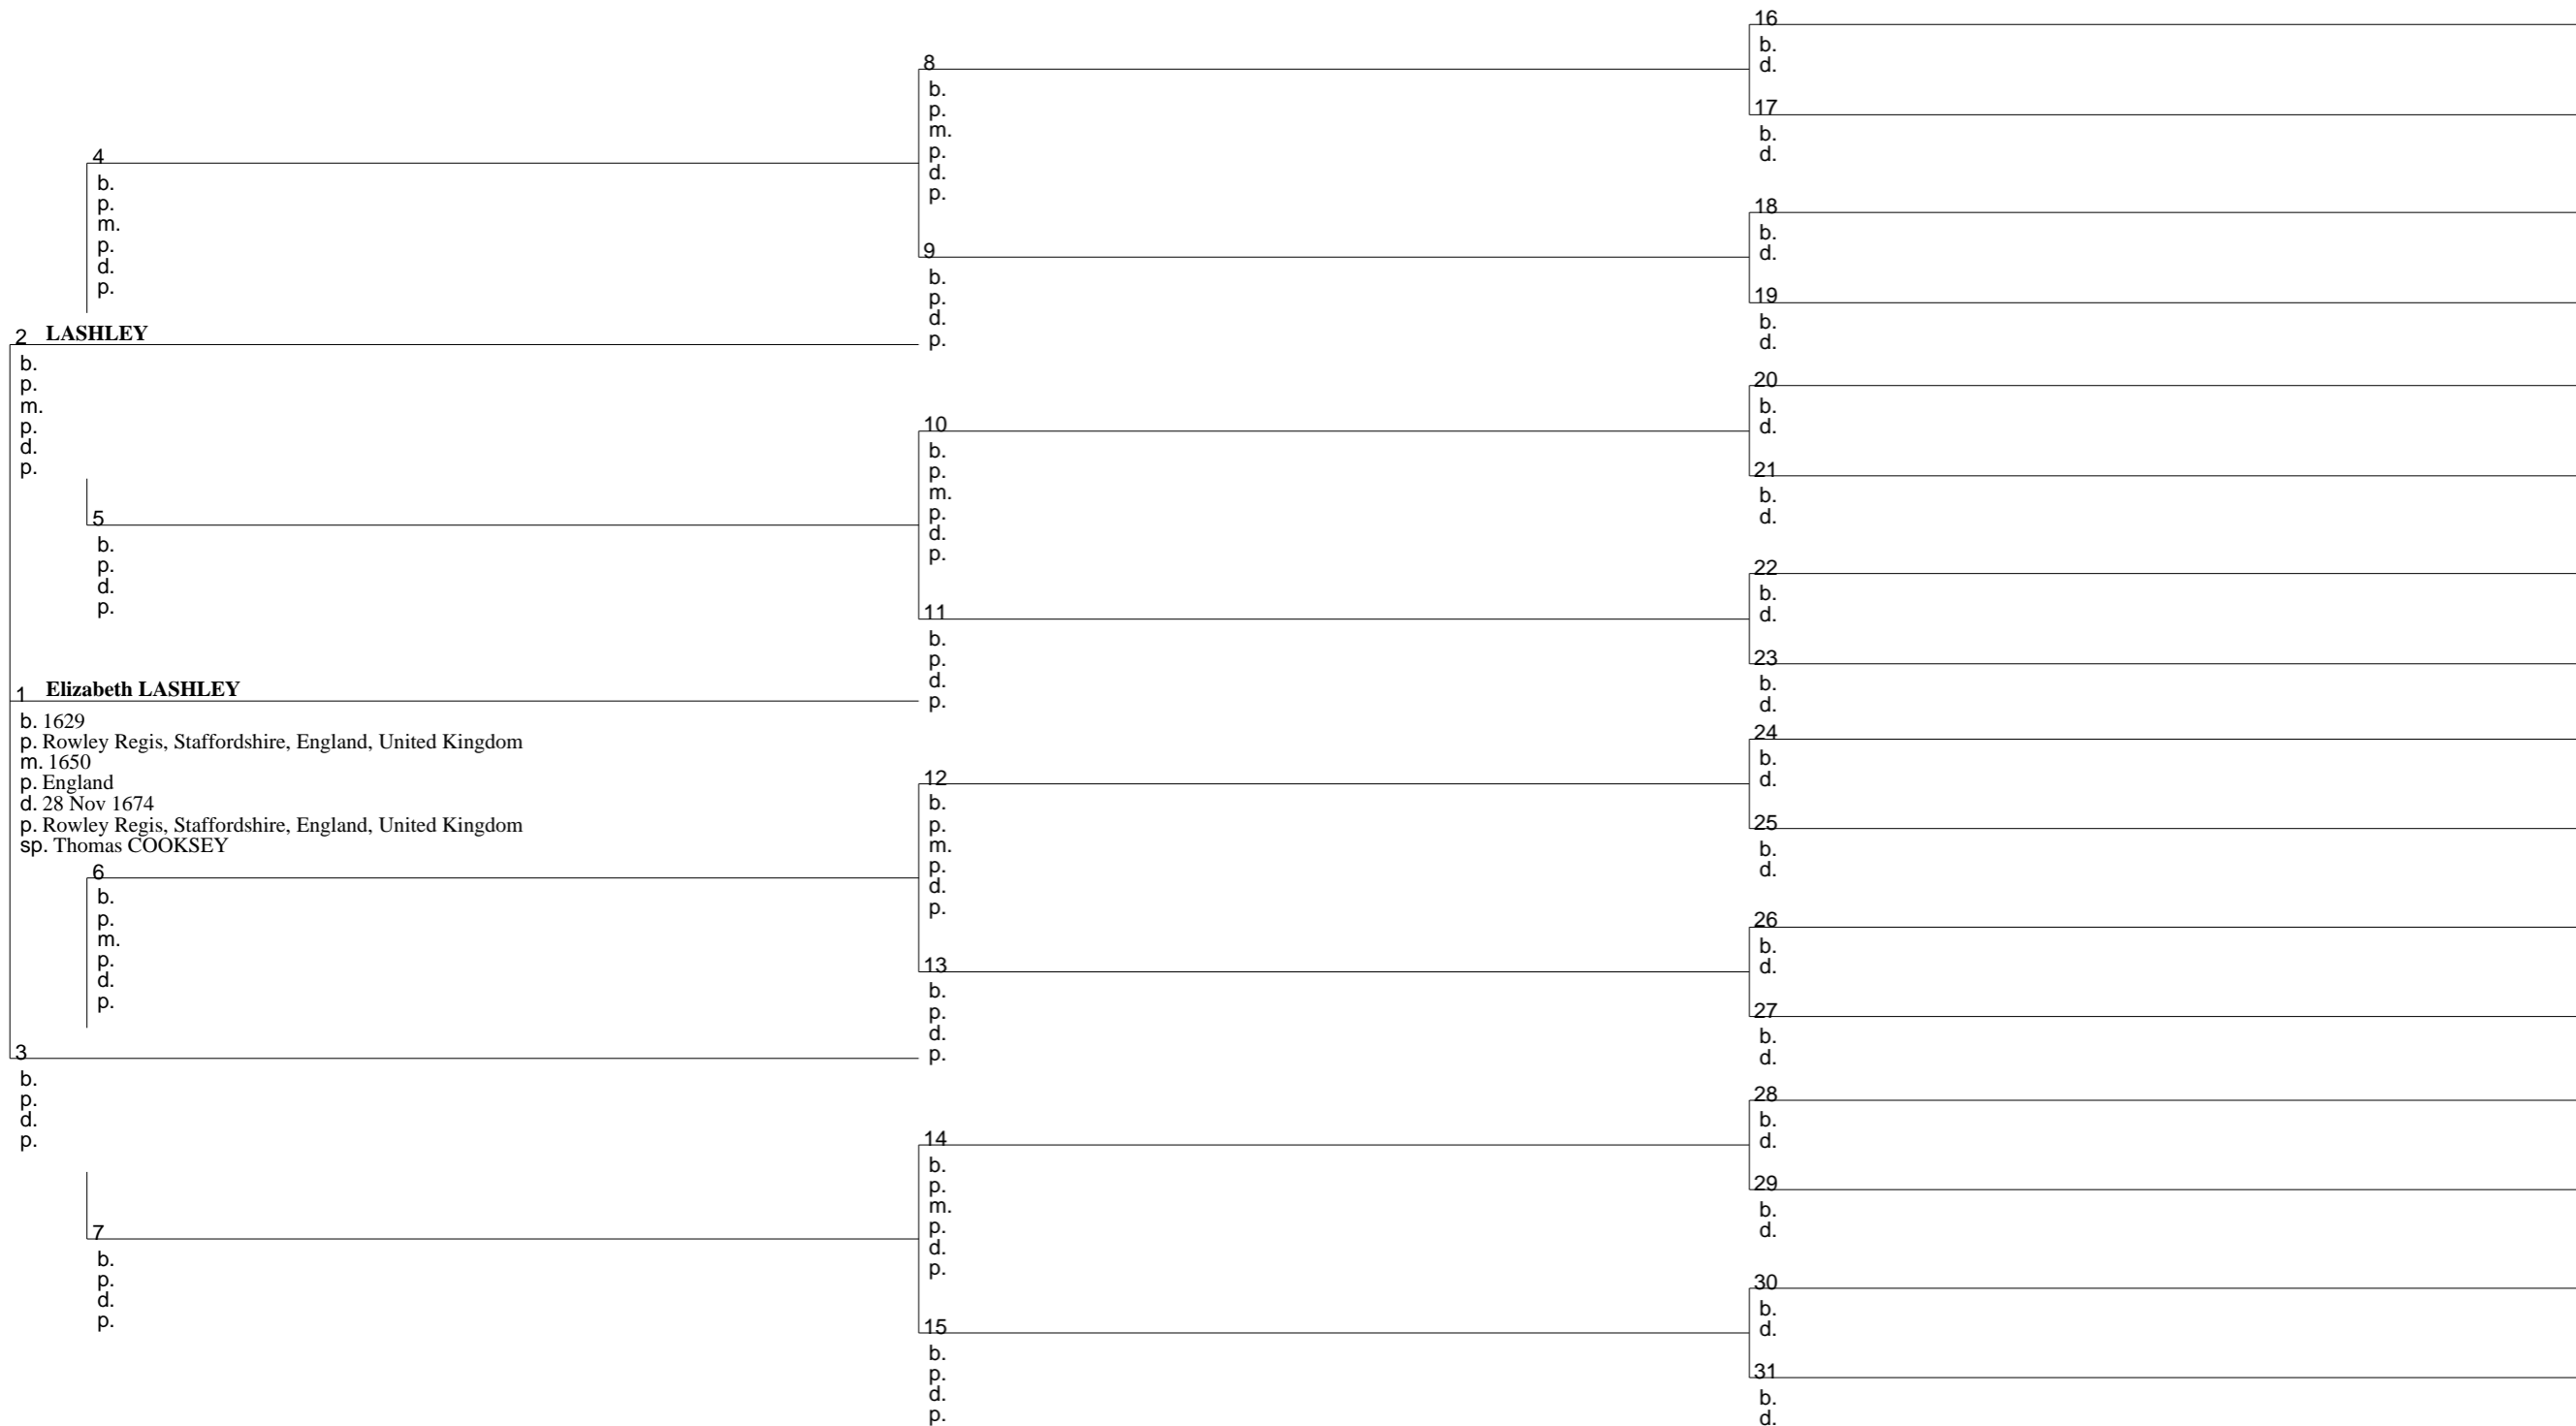 16
b.
d.
8
b.
p.
m.
p.
d.
p.
17
b.
d.
4
b.
p.
m.
p.
d.
p.
18
b.
d.
9
b.
p.
d.
p.
19
b.
d.
2 LASHLEY
b.
p.
m.
p.
d.
p.
20
b.
d.
10
b.
p.
m.
p.
d.
p.
21
b.
d.
5
b.
p.
d.
p.
22
b.
d.
11
b.
p.
d.
p.
23
b.
d.
1 Elizabeth LASHLEY
b. 1629
p. Rowley Regis, Staffordshire, England, United Kingdom
m. 1650
p. England
d. 28 Nov 1674
p. Rowley Regis, Staffordshire, England, United Kingdom
sp. Thomas COOKSEY
24
b.
d.
12
b.
p.
m.
p.
d.
p.
25
b.
d.
6
b.
p.
m.
p.
d.
p.
26
b.
d.
13
b.
p.
d.
p.
27
b.
d.
3
b.
p.
d.
p.
28
b.
d.
14
b.
p.
m.
p.
d.
p.
29
b.
d.
7
b.
p.
d.
p.
30
b.
d.
15
b.
p.
d.
p.
31
b.
d.